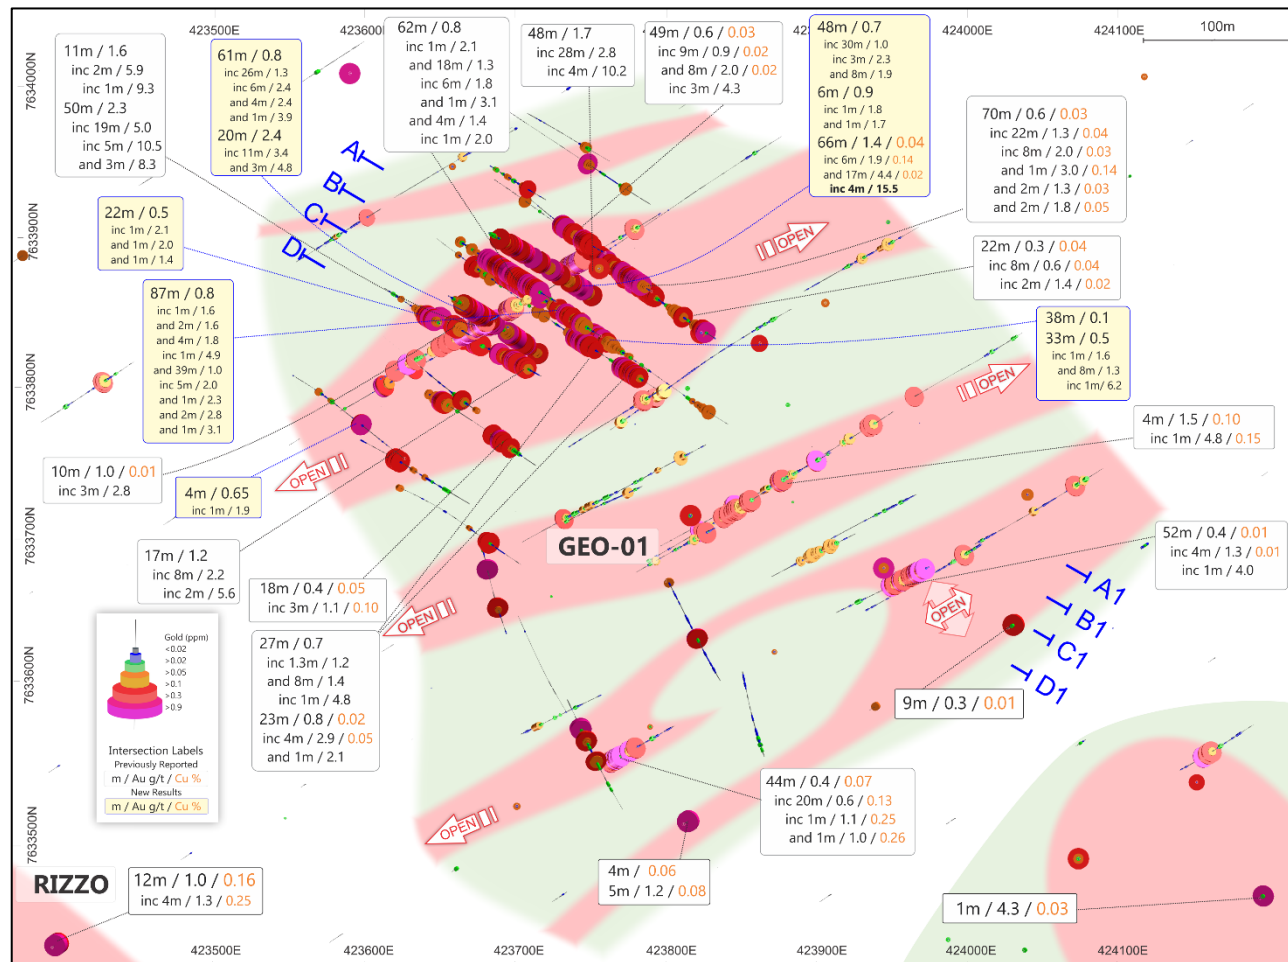 423500E
423600E
424000E
424100E
100m
7634000N
7633900N
7633800N
7633700N
7633600N
7633500N
11m / 1.6
inc 2m / 5.9
inc 1m / 9.3
50m / 2.3
inc 19m / 5.0
inc 5m / 10.5
and 3m / 8.3
61m / 0.8
inc 26m / 1.3
inc 6m / 2.4
and 4m / 2.4
and 1m / 3.9
20m / 2.4
inc 11m / 3.4
and 3m / 4.8
62m / 0.8
inc 1m / 2.1
and 18m / 1.3
inc 6m / 1.8
and 1m / 3.1
and 4m / 1.4
inc 1m / 2.0
48m / 1.7
inc 28m / 2.8
inc 4m / 10.2
49m / 0.6 / 0.03
inc 9m / 0.9 / 0.02
and 8m / 2.0 / 0.02
inc 3m / 4.3
48m / 0.7
inc 30m / 1.0
inc 3m / 2.3
and 8m / 1.9
6m / 0.9
inc 1m / 1.8
and 1m / 1.7
66m / 1.4 / 0.04
inc 6m / 1.9 / 0.14
and 17m / 4.4 / 0.02
inc 4m / 15.5
70m / 0.6 / 0.03
inc 22m / 1.3 / 0.04
inc 8m / 2.0 / 0.03
and 1m / 3.0 / 0.14
and 2m / 1.3 / 0.03
and 2m / 1.8 / 0.05
A
B
C
D
22m / 0.5
inc 1m / 2.1
and 1m / 2.0
and 1m / 1.4
OPEN
22m / 0.3 / 0.04
inc 8m / 0.6 / 0.04
inc 2m / 1.4 / 0.02
87m / 0.8
inc 1m / 1.6
and 2m / 1.6
and 4m / 1.8
inc 1m / 4.9
and 39m / 1.0
inc 5m / 2.0
and 1m / 2.3
and 2m / 2.8
and 1m / 3.1
38m / 0.1
33m / 0.5
inc 1m / 1.6
and 8m / 1.3
inc 1m/ 6.2
OPEN
4m / 1.5 / 0.10
inc 1m / 4.8 / 0.15
10m / 1.0 / 0.01
inc 3m / 2.8
4m / 0.65
inc 1m / 1.9
OPEN
GEO-01
17m / 1.2
inc 8m / 2.2
inc 2m / 5.6
52m / 0.4 / 0.01
inc 4m / 1.3 / 0.01
inc 1m / 4.0
18m / 0.4 / 0.05
inc 3m / 1.1 / 0.10
OPEN
OPEN
A1
B1
C1
D1
27m / 0.7
inc 1.3m / 1.2
and 8m / 1.4
inc 1m / 4.8
23m / 0.8 / 0.02
inc 4m / 2.9 / 0.05
and 1m / 2.1
Gold (ppm)
<0.02
>0.02
>0.05
>0.1
>0.3
>0.9
Intersection Labels
Previously Reported
m / Au g/t / Cu %
New Results
m / Au g/t / Cu %
9m / 0.3 / 0.01
44m / 0.4 / 0.07
inc 20m / 0.6 / 0.13
inc 1m / 1.1 / 0.25
and 1m / 1.0 / 0.26
OPEN
4m / 0.06
5m / 1.2 / 0.08
RIZZO
12m / 1.0 / 0.16
inc 4m / 1.3 / 0.25
1m / 4.3 / 0.03
423500E
423600E
423700E
423800E
423900E
424000E
424100E